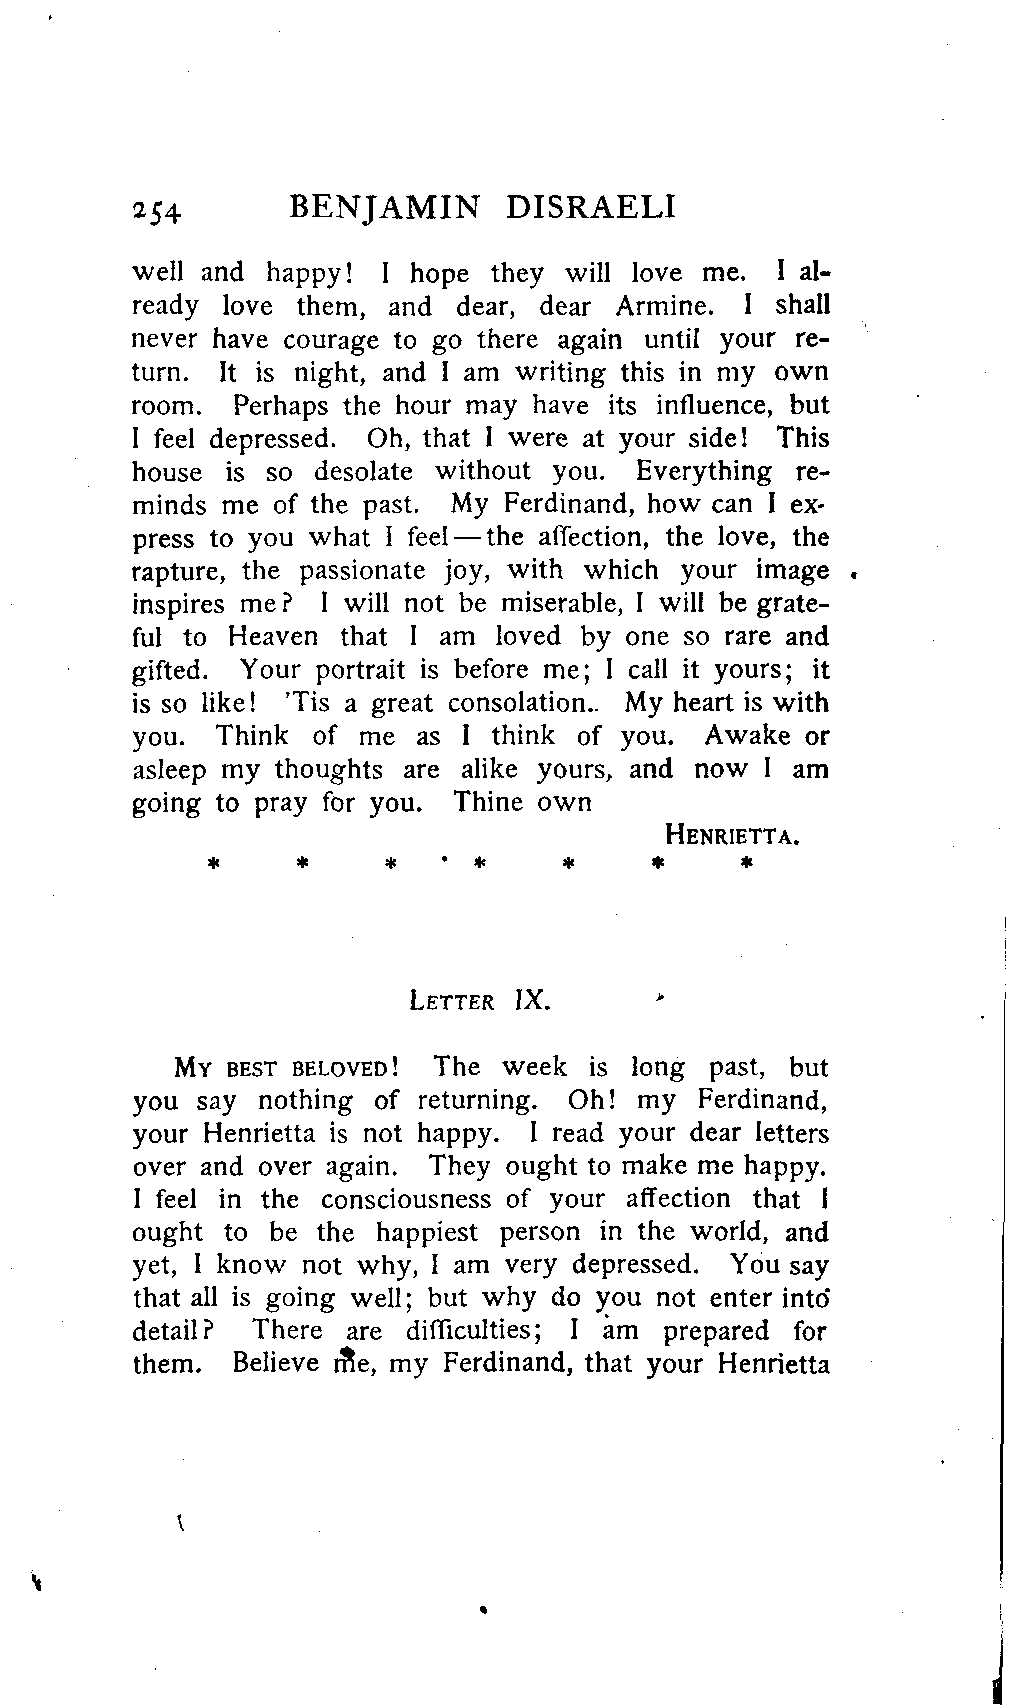 254 BENJAMIN DISRAELI
well and happy! I hope they will love me. I al-
ready love them, and dear, dear Armine. I shall
never have courage to go there again until your re-
turn. It is night, and I am writing this in my own
room. Perhaps the hour may have its influence, but
I feel depressed. Oh, that I were at your side! This
house is so desolate without you. Everything re-
minds me of the past. My Ferdinand, how can I ex-
press to you what I feel—the affection, the love, the
rapture, the passionate joy, with which your image
inspires me? I will not be miserable, I will be grate-
ful to Heaven that I am loved by one so rare and
gifted. Your portrait is before me; I call it yours; it
is so like! 'Tis a great consolation. My heart is with
you. Think of me as I think of you. Awake or
asleep my thoughts are alike yours, and now I am
going to pray for you. Thine own
HENRIETTA.
* * * * * * *
LETTER IX.
MY BEST BELOVED! The week is long past, but
you say nothing of returning. Oh! my Ferdinand,
your Henrietta is not happy. I read your dear letters
over and over again. They ought to make me happy.
I feel in the consciousness of your affection that I
ought to be the happiest person in the world, and
yet, I know not why, I am very depressed. You say
that all is going well; but why do you not enter into
detail? There are difficulties; I am prepared for
them. Believe me, my Ferdinand, that your Henrietta